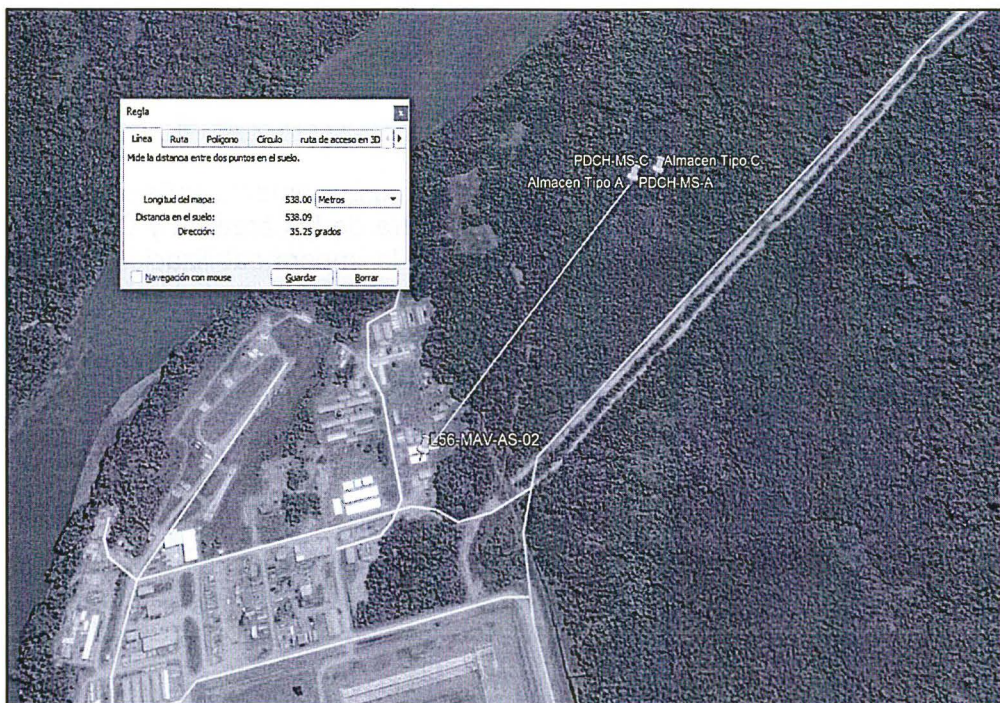 Regla
Línea Ruta Polígono Círculo ruta de acceso en 3D
Mide la distancia entre dos puntos en el suelo.
Longitud del mapa: 538.00 Metros
Distancia en el suelo: 538.09
Dirección: 35.25 grados
Navegación con mouse Guardar Borrar
PDCH-MS-C Almacen Tipo C
Almacen Tipo A PDCH-MS-A
L56-MAV-AS-02